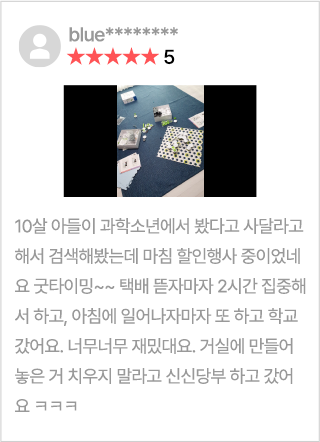 blue********
★★★★★ 5
10살 아들이 과학소년에서 봤다고 사달라고
해서 검색해봤는데 마침 할인행사 중이었네
요 굿타이밍~~ 택배 뜯자마자 2시간 집중해
서 하고, 아침에 일어나자마자 또 하고 학교
갔어요. 너무너무 재밌대요. 거실에 만들어
놓은 거 치우지 말라고 신신당부 하고 갔어
요 ㅋㅋㅋ